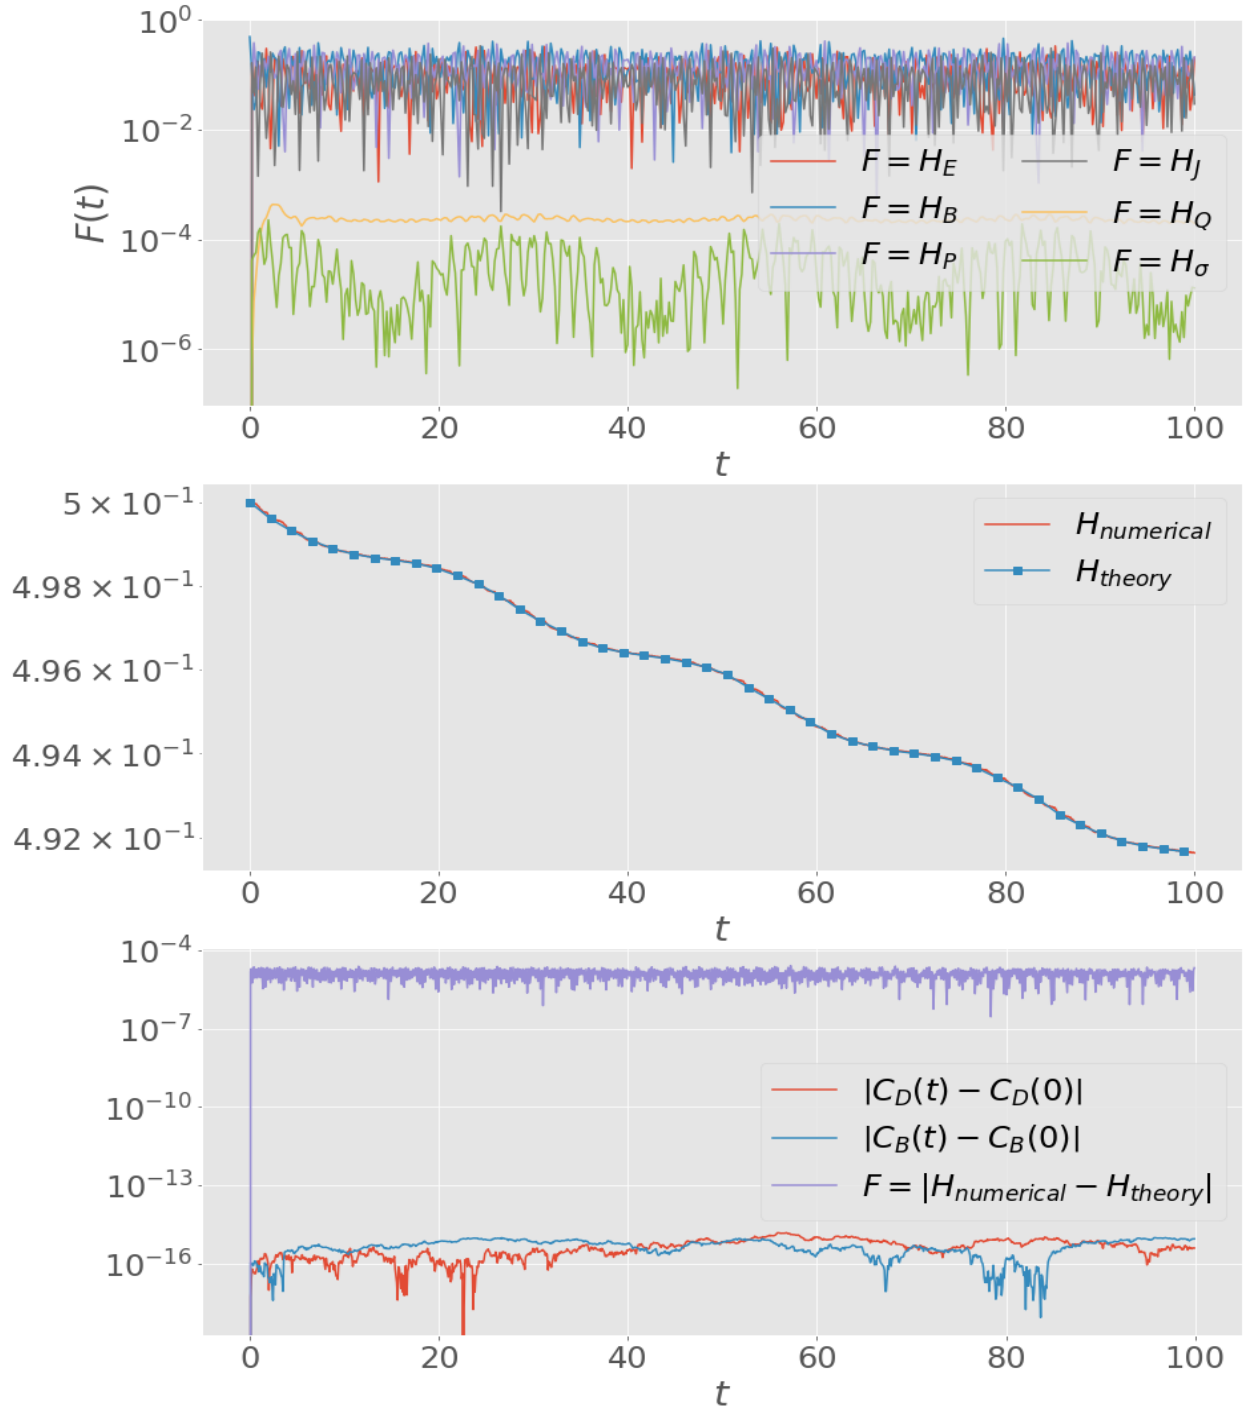 10⁰
10⁻²
10⁻⁴
10⁻⁶
F(t)
F = H_E
F = H_B
F = H_P
F = H_J
F = H_Q
F = H_σ
0 20 40 60 80 100
t
5 × 10⁻¹
4.98 × 10⁻¹
4.96 × 10⁻¹
4.94 × 10⁻¹
4.92 × 10⁻¹
H_numerical
H_theory
0 20 40 60 80 100
t
10⁻⁴
10⁻⁷
10⁻¹⁰
10⁻¹³
10⁻¹⁶
|C_D(t) − C_D(0)|
|C_B(t) − C_B(0)|
F = |H_numerical − H_theory|
0 20 40 60 80 100
t